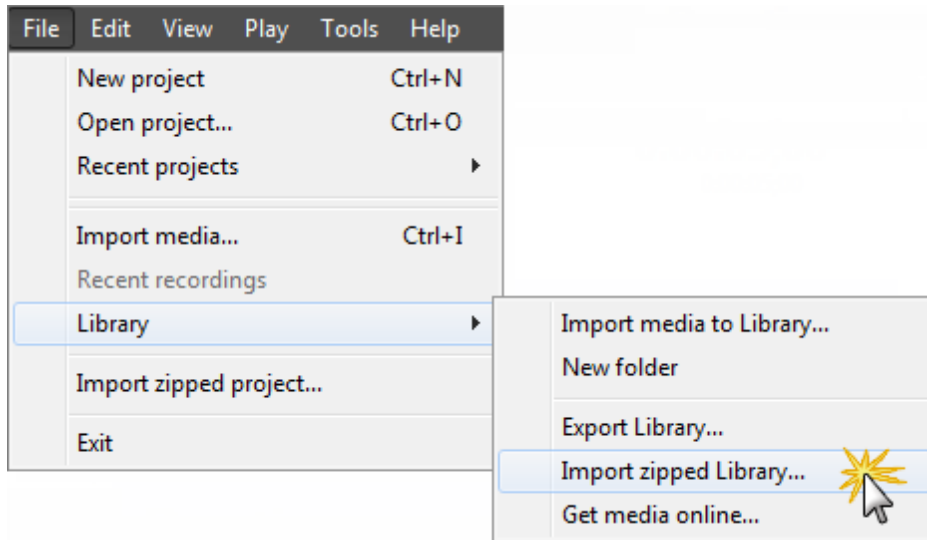 File Edit View Play Tools Help
New project Ctrl+N
Open project... Ctrl+O
Recent projects
Import media... Ctrl+I
Recent recordings
Library
Import zipped project...
Exit
Import media to Library...
New folder
Export Library...
Import zipped Library...
Get media online...